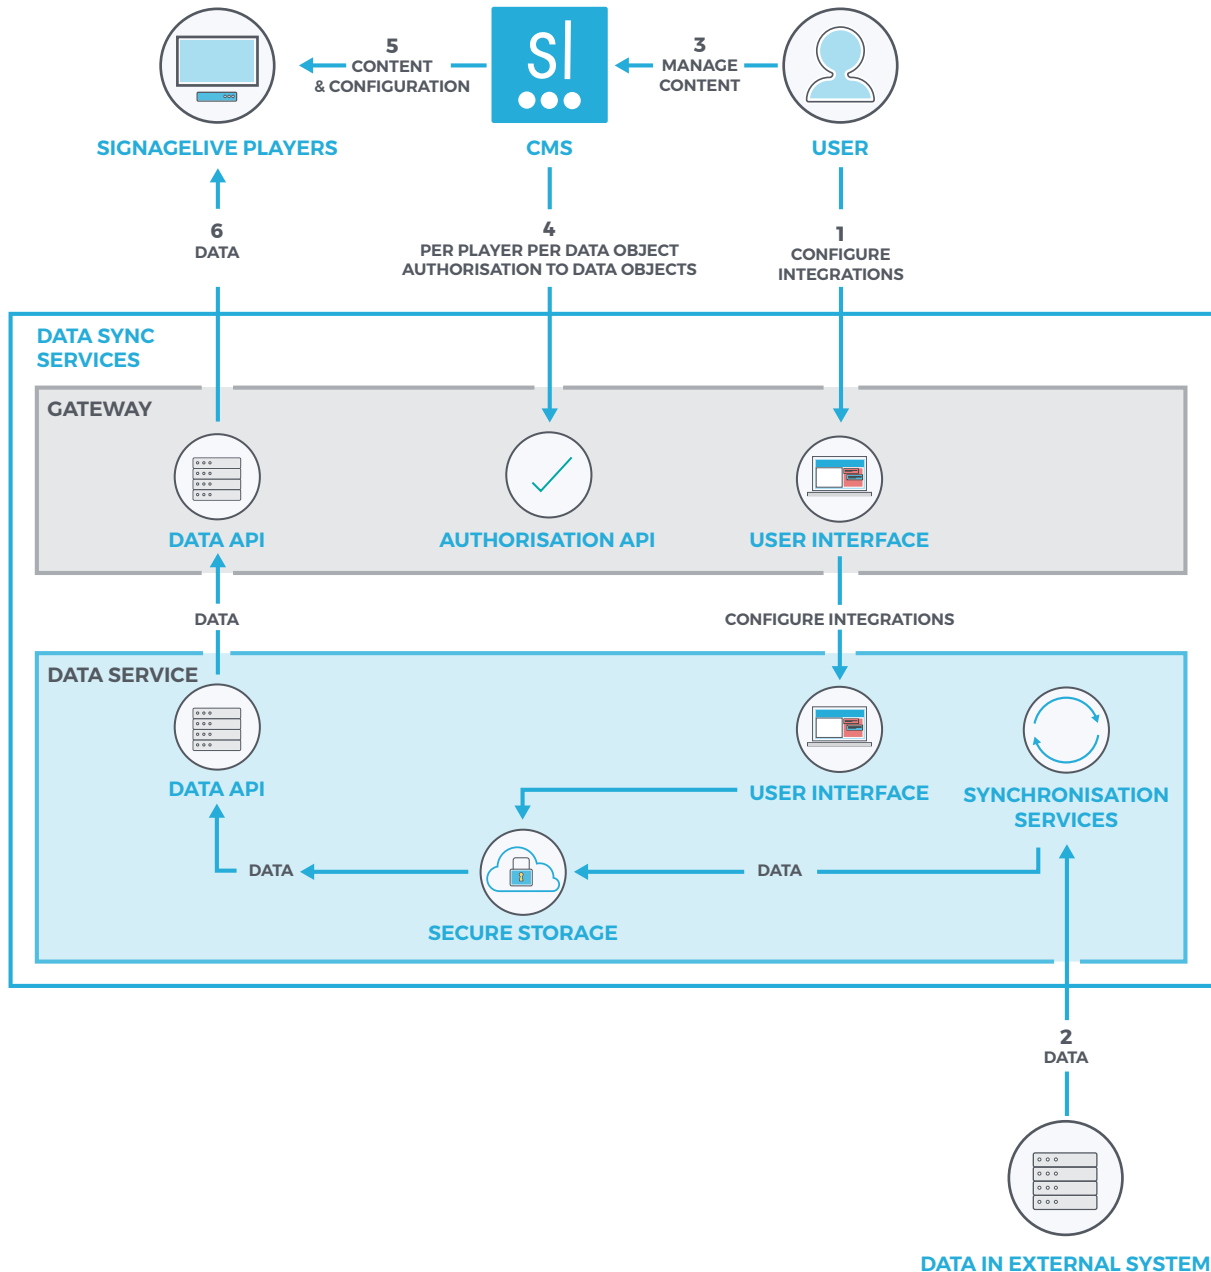 5
CONTENT
& CONFIGURATION
sl
3
MANAGE
CONTENT
SIGNAGELIVE PLAYERS
CMS
USER
6
DATA
4
PER PLAYER PER DATA OBJECT
AUTHORISATION TO DATA OBJECTS
1
CONFIGURE
INTEGRATIONS
DATA SYNC
SERVICES
GATEWAY
DATA API
AUTHORISATION API
USER INTERFACE
DATA
CONFIGURE INTEGRATIONS
DATA SERVICE
DATA API
USER INTERFACE
SYNCHRONISATION
SERVICES
DATA
DATA
SECURE STORAGE
2
DATA
DATA IN EXTERNAL SYSTEM